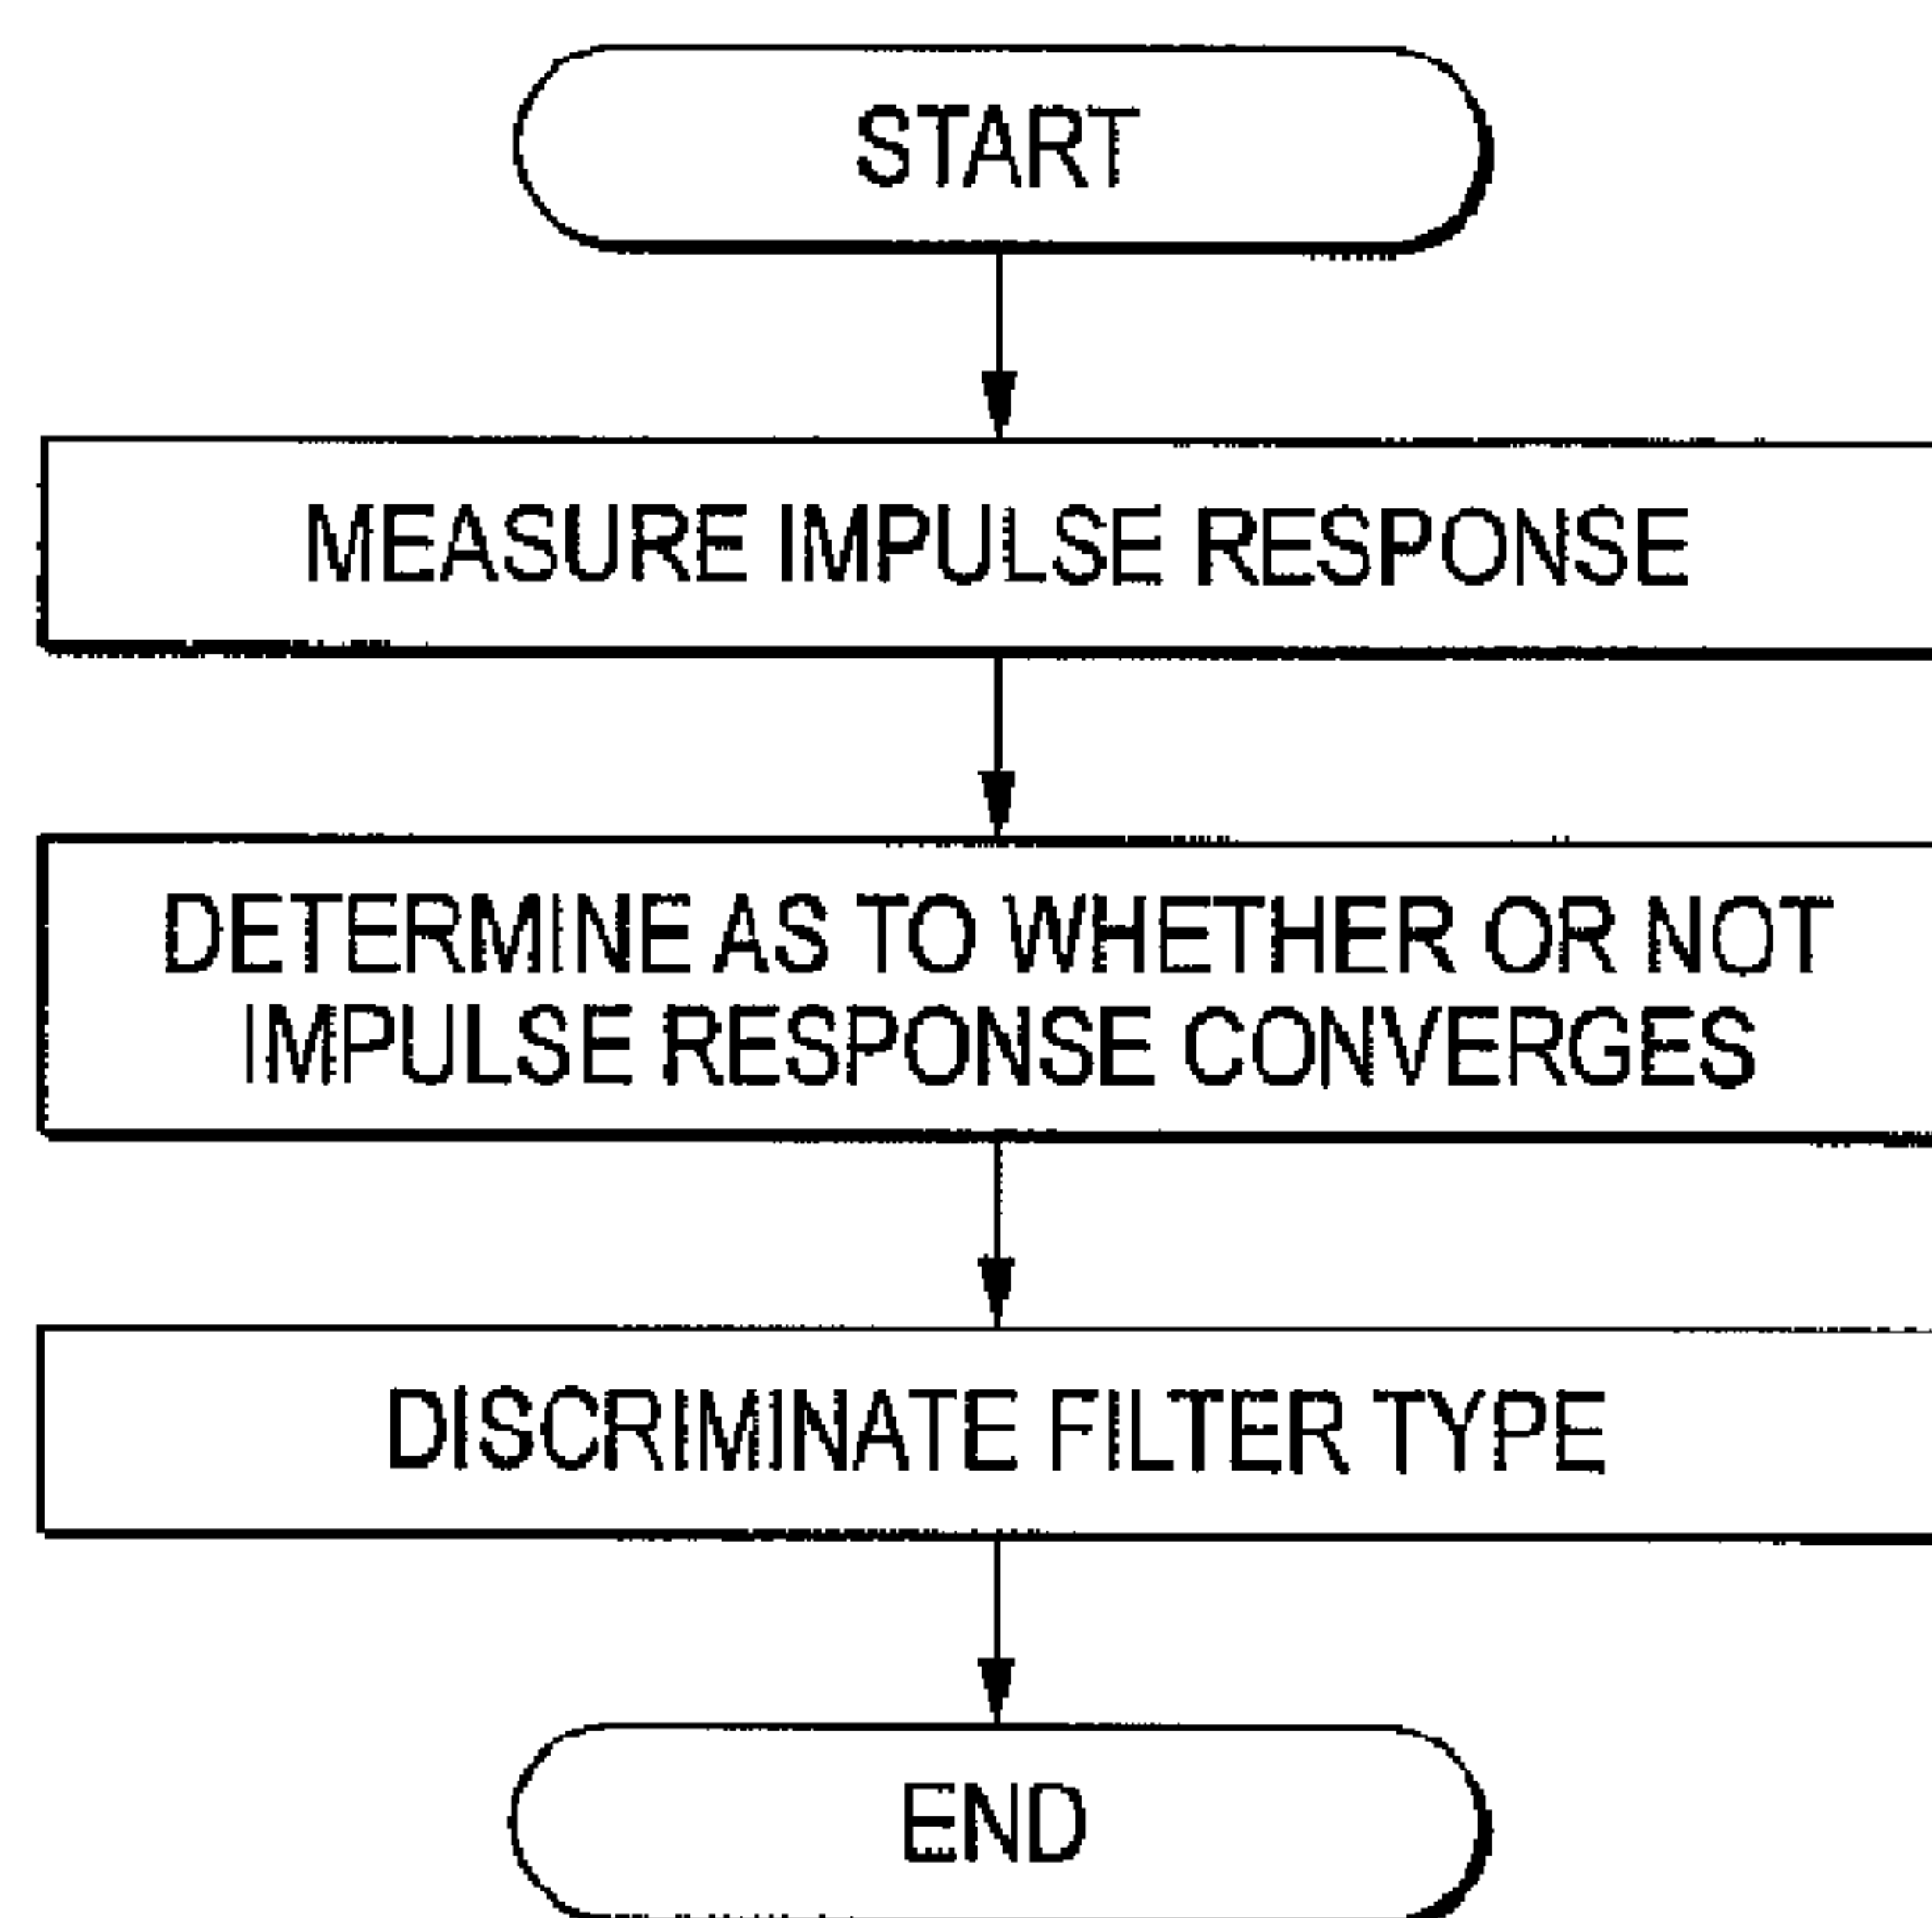 START
MEASURE IMPULSE RESPONSE
DETERMINE AS TO WHETHER OR NOT
IMPULSE RESPONSE CONVERGES
DISCRIMINATE FILTER TYPE
END